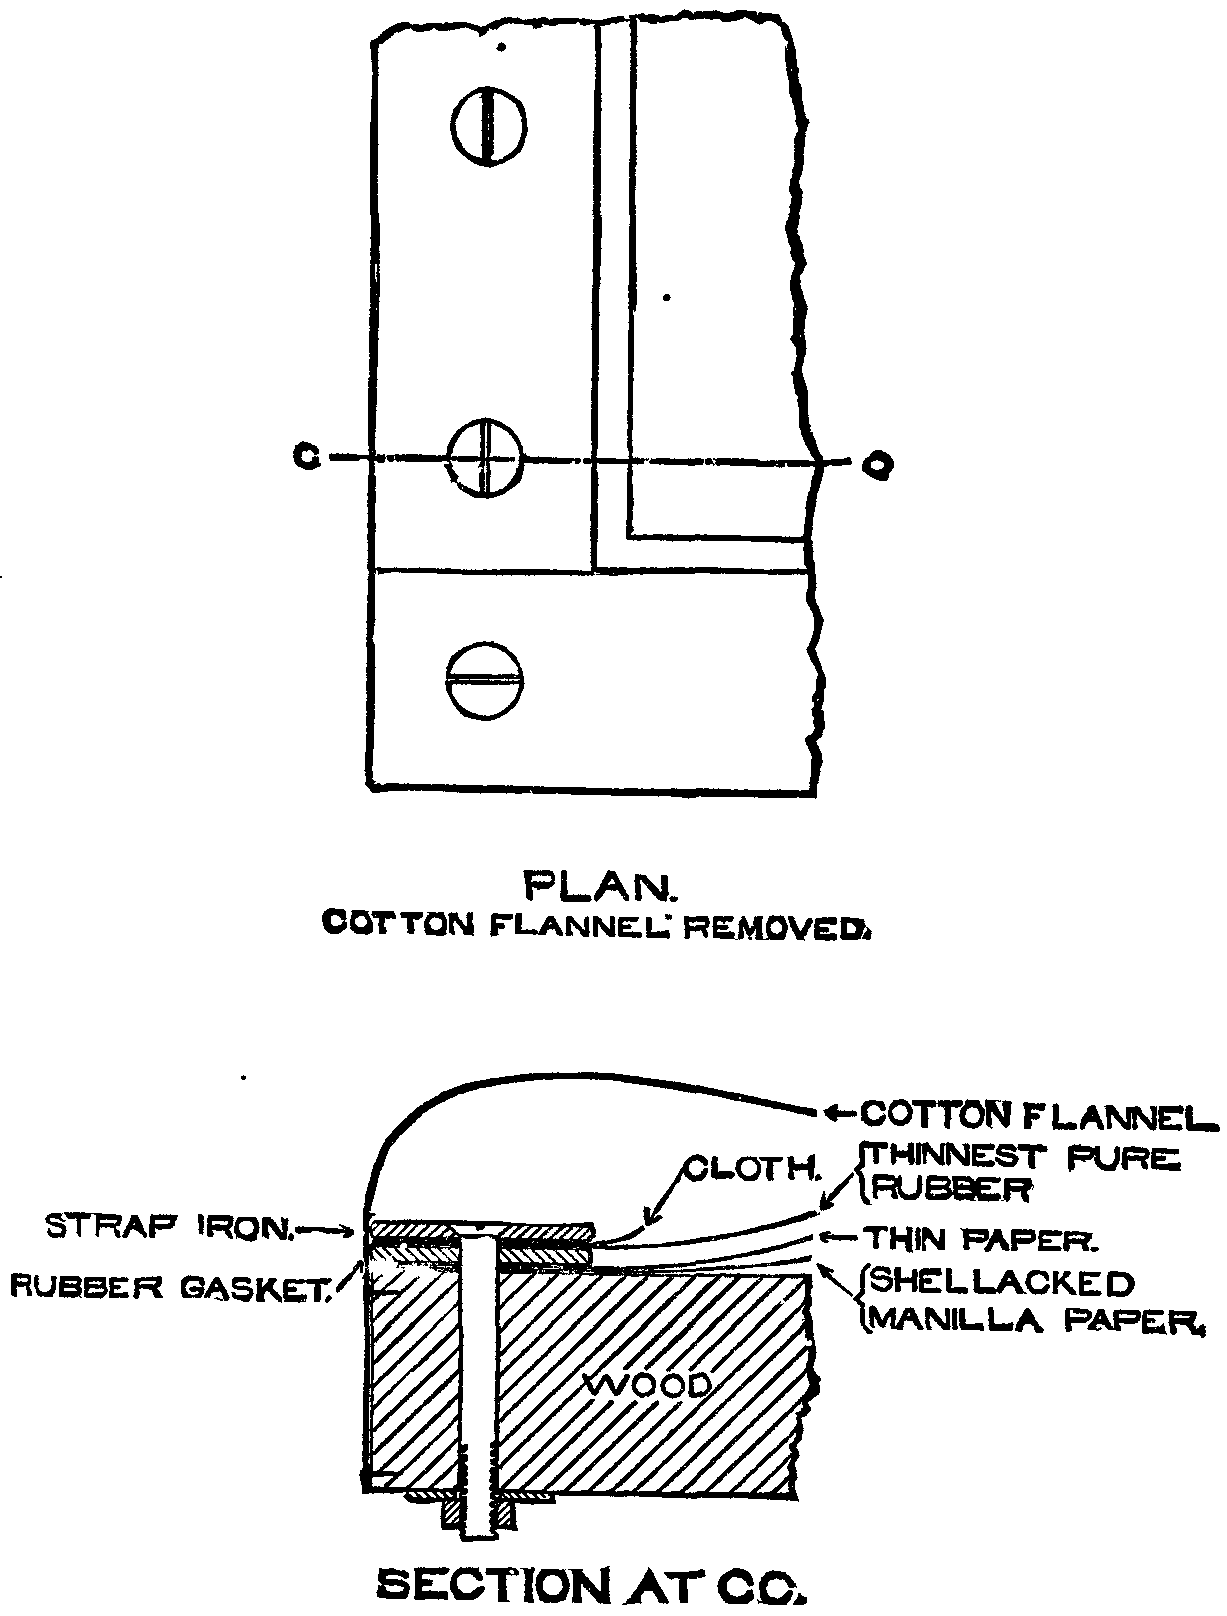 C
D
PLAN.
COTTON FLANNEL REMOVED.
COTTON FLANNEL
CLOTH.
THINNEST PURE
RUBBER
STRAP IRON.
THIN PAPER.
RUBBER GASKET.
SHELLACKED
MANILLA PAPER.
WOOD
SECTION AT CC.